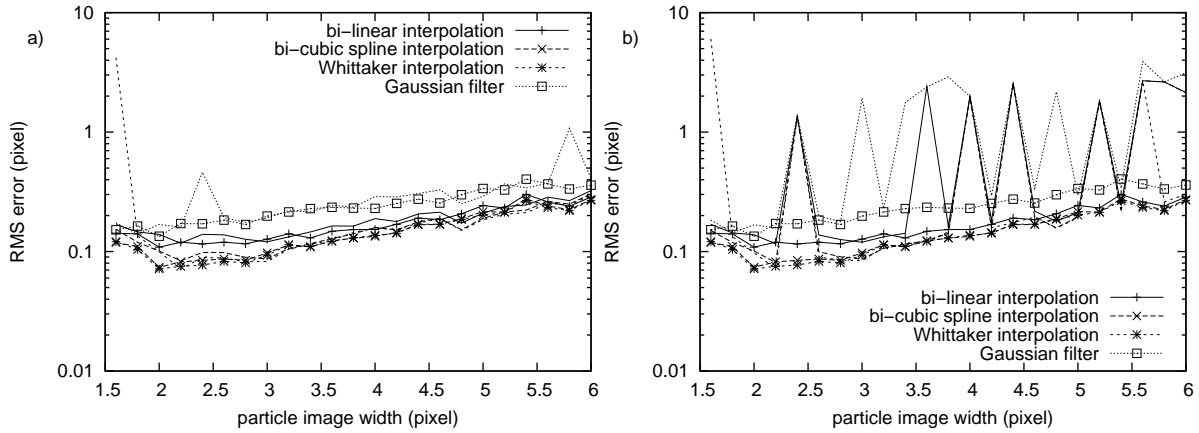 a)
RMS error (pixel)
10
1
0.1
0.01
bi−linear interpolation
bi−cubic spline interpolation
Whittaker interpolation
Gaussian filter
1.5 2 2.5 3 3.5 4 4.5 5 5.5 6
particle image width (pixel)
b)
RMS error (pixel)
10
1
0.1
0.01
bi−linear interpolation
bi−cubic spline interpolation
Whittaker interpolation
Gaussian filter
1.5 2 2.5 3 3.5 4 4.5 5 5.5 6
particle image width (pixel)